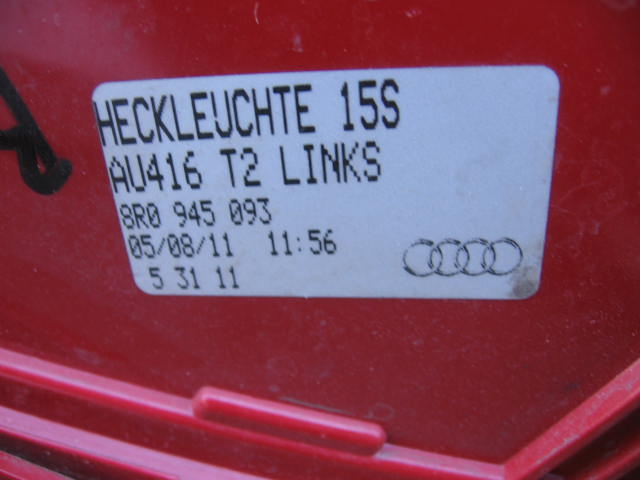 HECKLEUCHTE 15S
AU416 T2 LINKS
8R0 945 093
05/08/11 11:56
5 31 11